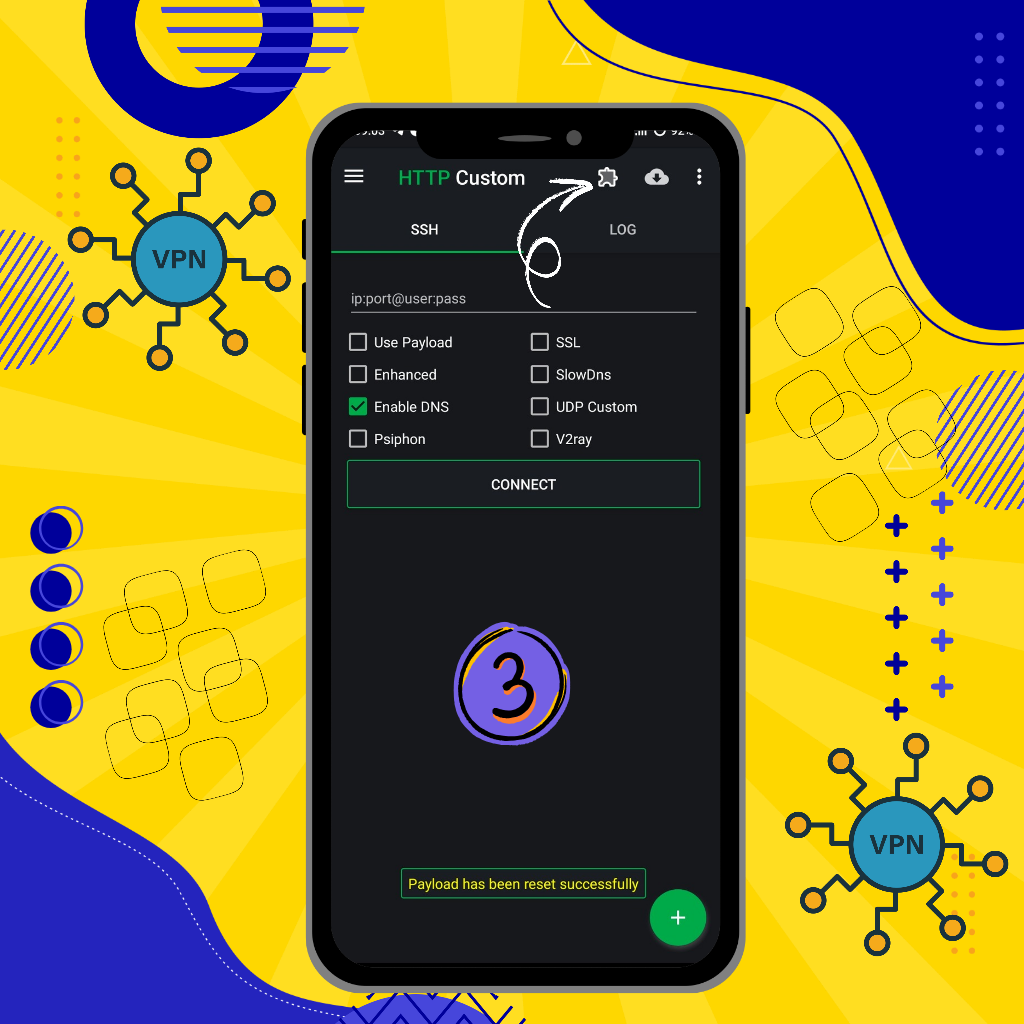 HTTP Custom
SSH
LOG
ip:port@user:pass
Use Payload
SSL
Enhanced
SlowDns
Enable DNS
UDP Custom
Psiphon
V2ray
CONNECT
3
Payload has been reset successfully
+
VPN
VPN